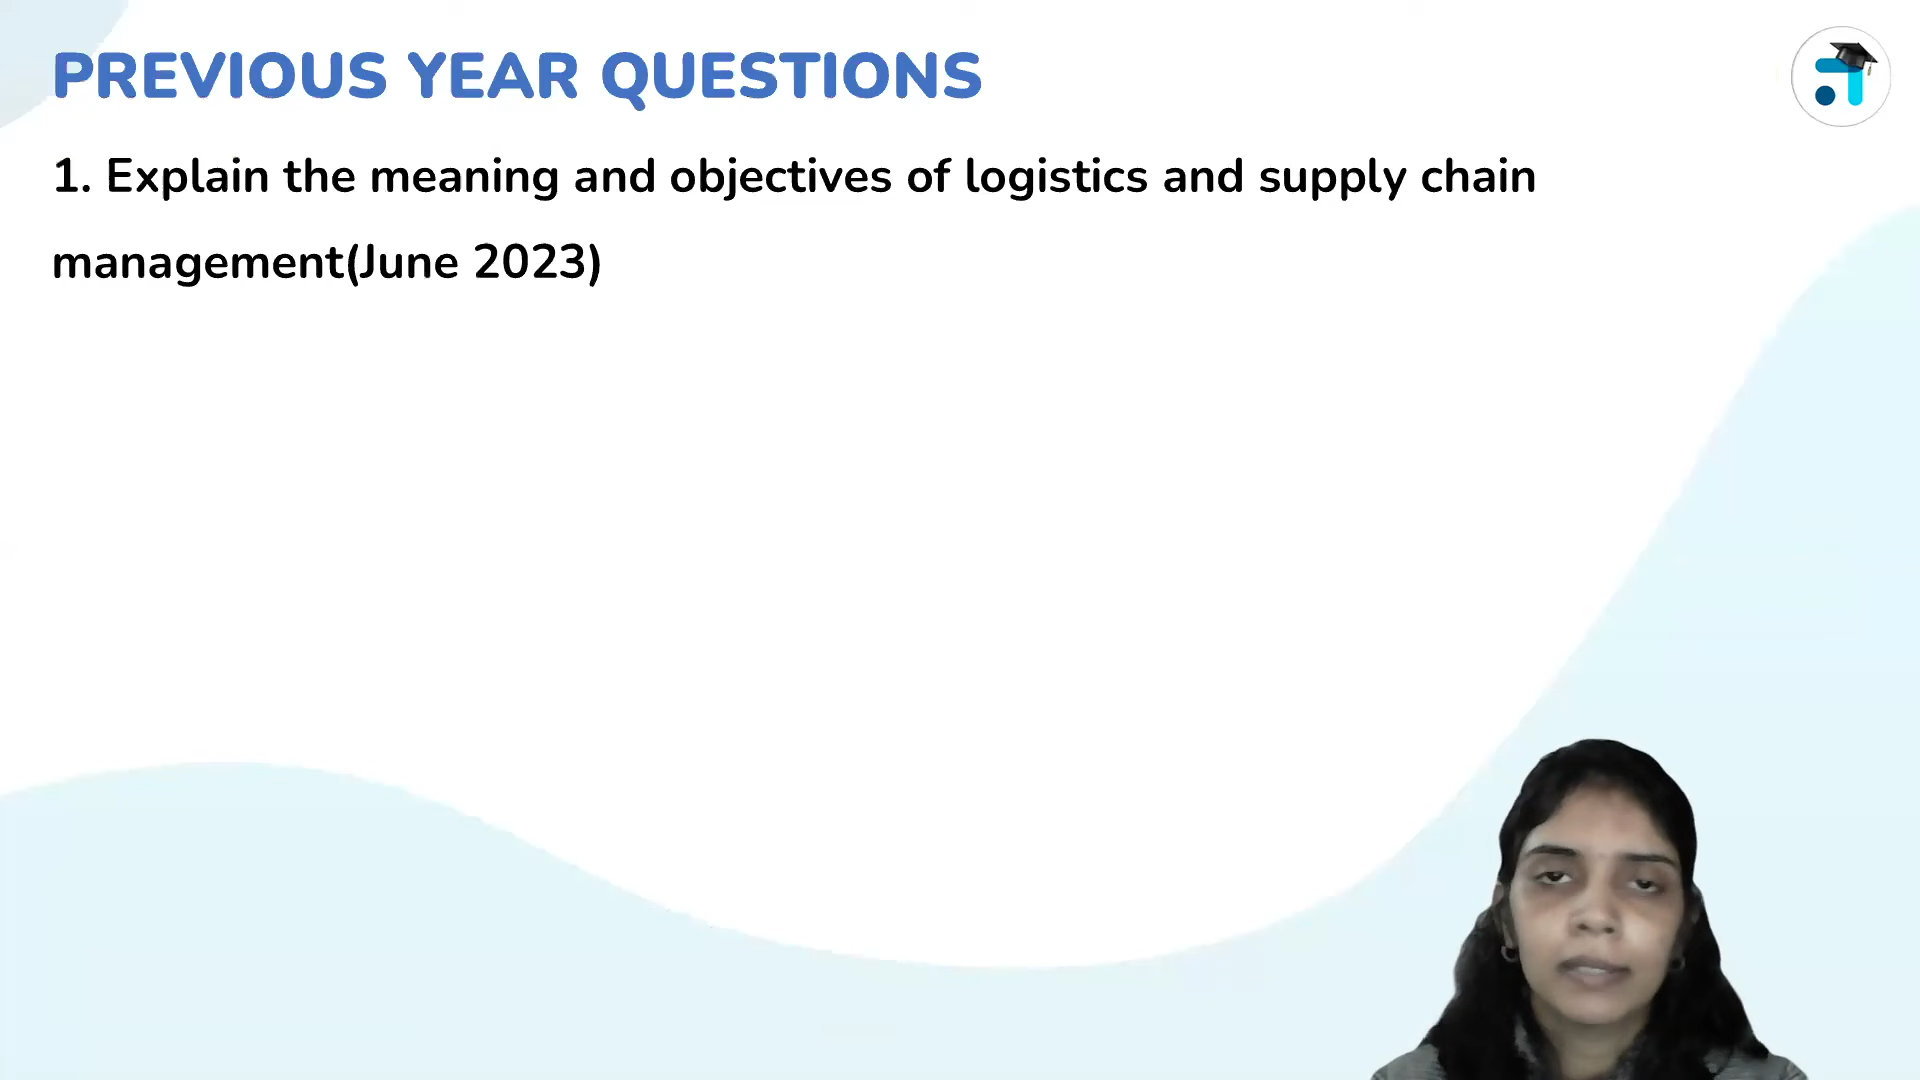 PREVIOUS YEAR QUESTIONS
1. Explain the meaning and objectives of logistics and supply chain
management(June 2023)